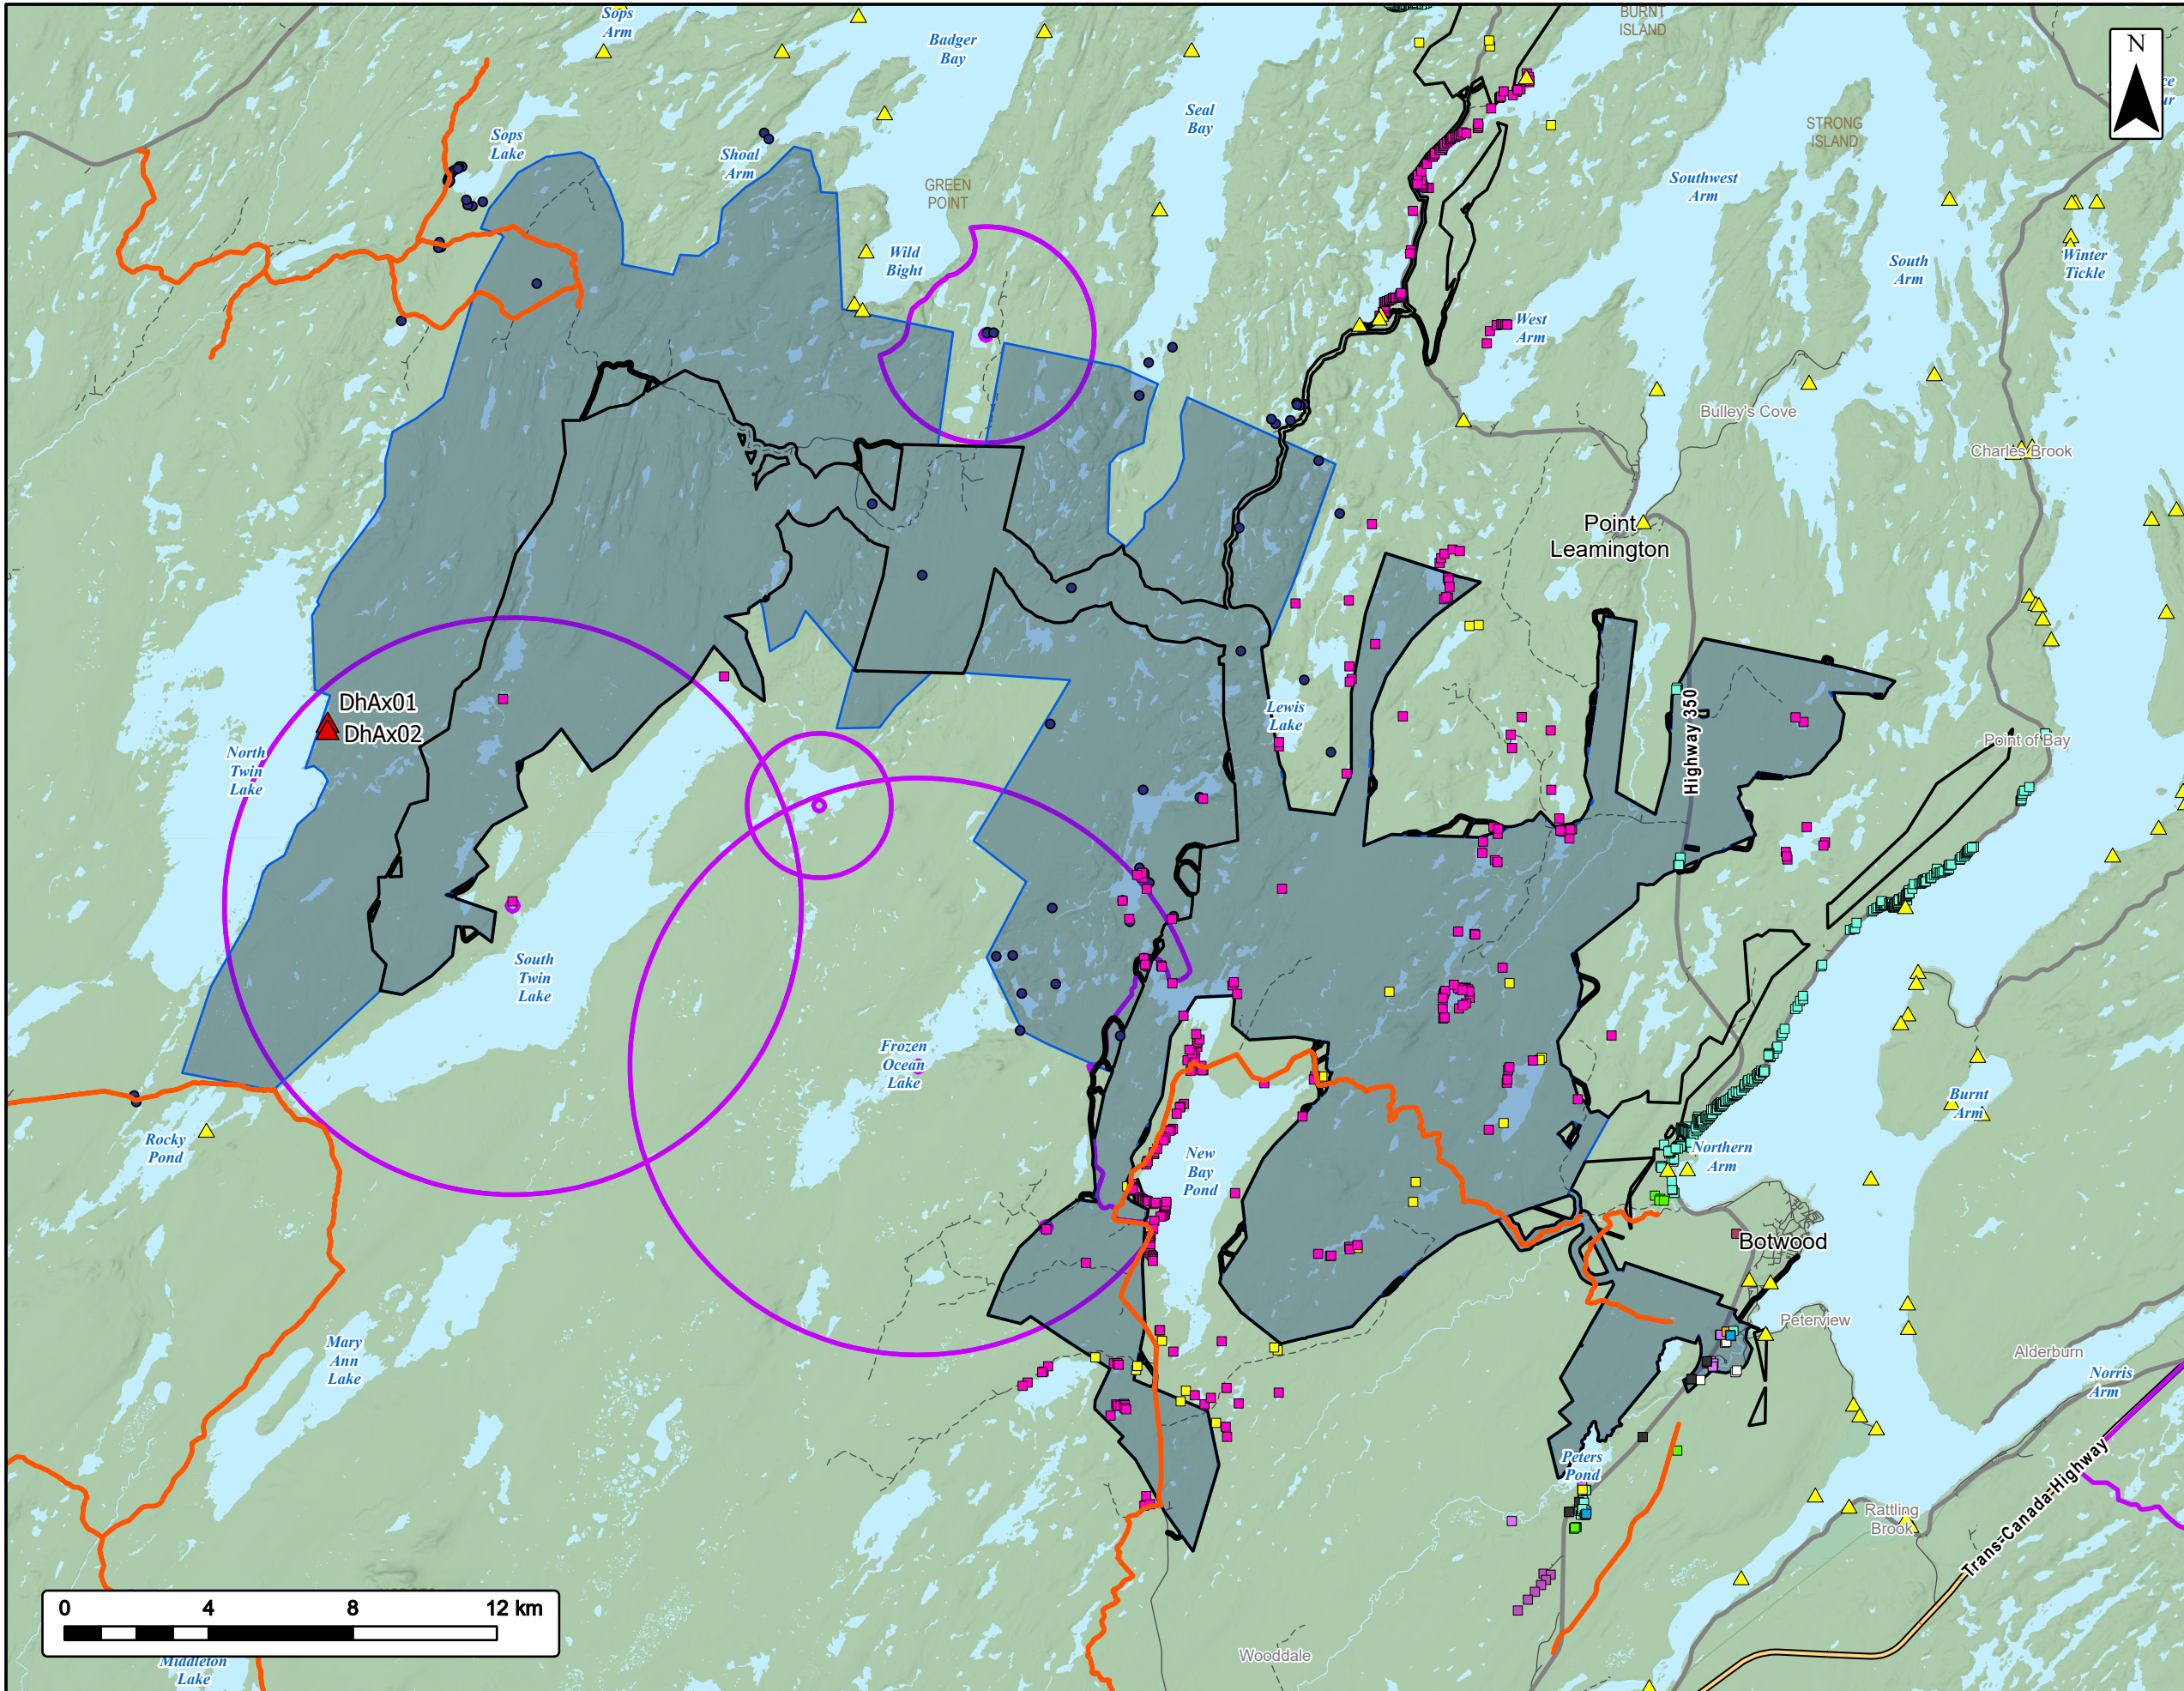 Sops
Arm
Badger
Bay
BURNT
ISLAND
N
Seal
Bay
Sops
Lake
Shoal
Arm
STRONG
ISLAND
GREEN
POINT
Southwest
Arm
Wild
Bight
South
Arm
Winter
Tickle
West
Arm
Bulley's Cove
Charles Brook
Point
Leamington
DhAx01
DhAx02
Lewis
Lake
Highway 350
North
Twin
Lake
Point of Bay
South
Twin
Lake
Frozen
Ocean
Lake
Burnt
Arm
Rocky
Pond
New
Bay
Pond
Northern
Arm
Botwood
Peterview
Mary
Ann
Lake
Alderburn
Norris
Arm
Peters
Pond
Rattling
Brook
Trans-Canada-Highway
0 4 8 12 km
Wooddale
Middleton
Lake